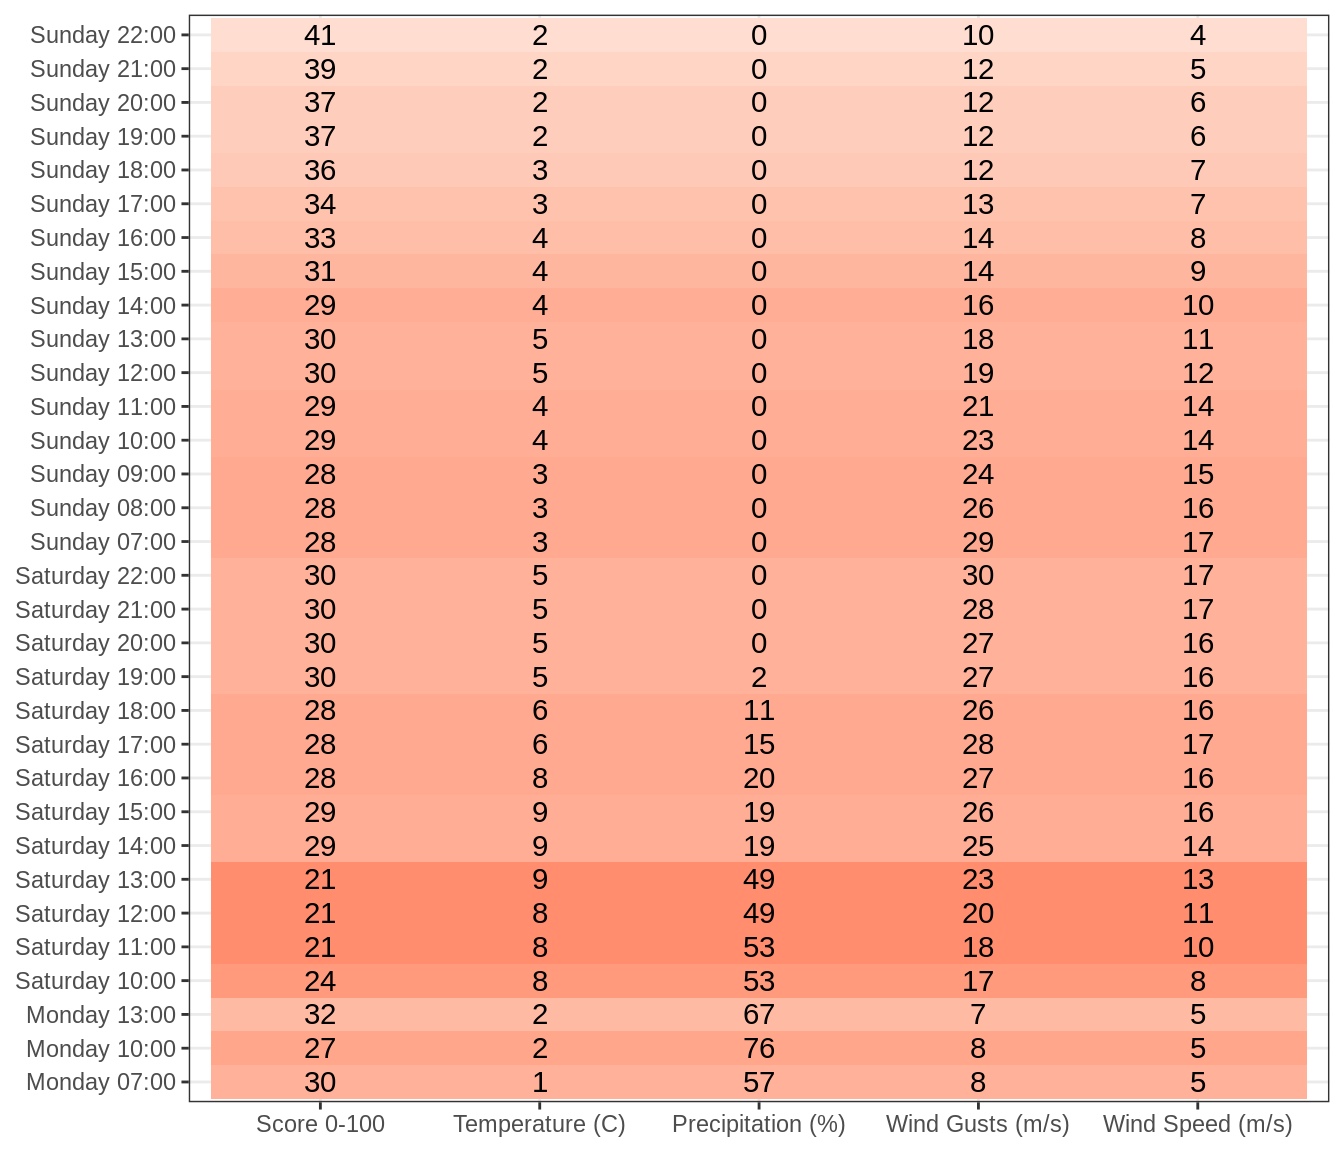 Sunday 22:00 41 2 0 10 4
Sunday 21:00 39 2 0 12 5
Sunday 20:00 37 2 0 12 6
Sunday 19:00 37 2 0 12 6
Sunday 18:00 36 3 0 12 7
Sunday 17:00 34 3 0 13 7
Sunday 16:00 33 4 0 14 8
Sunday 15:00 31 4 0 14 9
Sunday 14:00 29 4 0 16 10
Sunday 13:00 30 5 0 18 11
Sunday 12:00 30 5 0 19 12
Sunday 11:00 29 4 0 21 14
Sunday 10:00 29 4 0 23 14
Sunday 09:00 28 3 0 24 15
Sunday 08:00 28 3 0 26 16
Sunday 07:00 28 3 0 29 17
Saturday 22:00 30 5 0 30 17
Saturday 21:00 30 5 0 28 17
Saturday 20:00 30 5 0 27 16
Saturday 19:00 30 5 2 27 16
Saturday 18:00 28 6 11 26 16
Saturday 17:00 28 6 15 28 17
Saturday 16:00 28 8 20 27 16
Saturday 15:00 29 9 19 26 16
Saturday 14:00 29 9 19 25 14
Saturday 13:00 21 9 49 23 13
Saturday 12:00 21 8 49 20 11
Saturday 11:00 21 8 53 18 10
Saturday 10:00 24 8 53 17 8
Monday 13:00 32 2 67 7 5
Monday 10:00 27 2 76 8 5
Monday 07:00 30 1 57 8 5
Score 0-100 Temperature (C) Precipitation (%) Wind Gusts (m/s) Wind Speed (m/s)